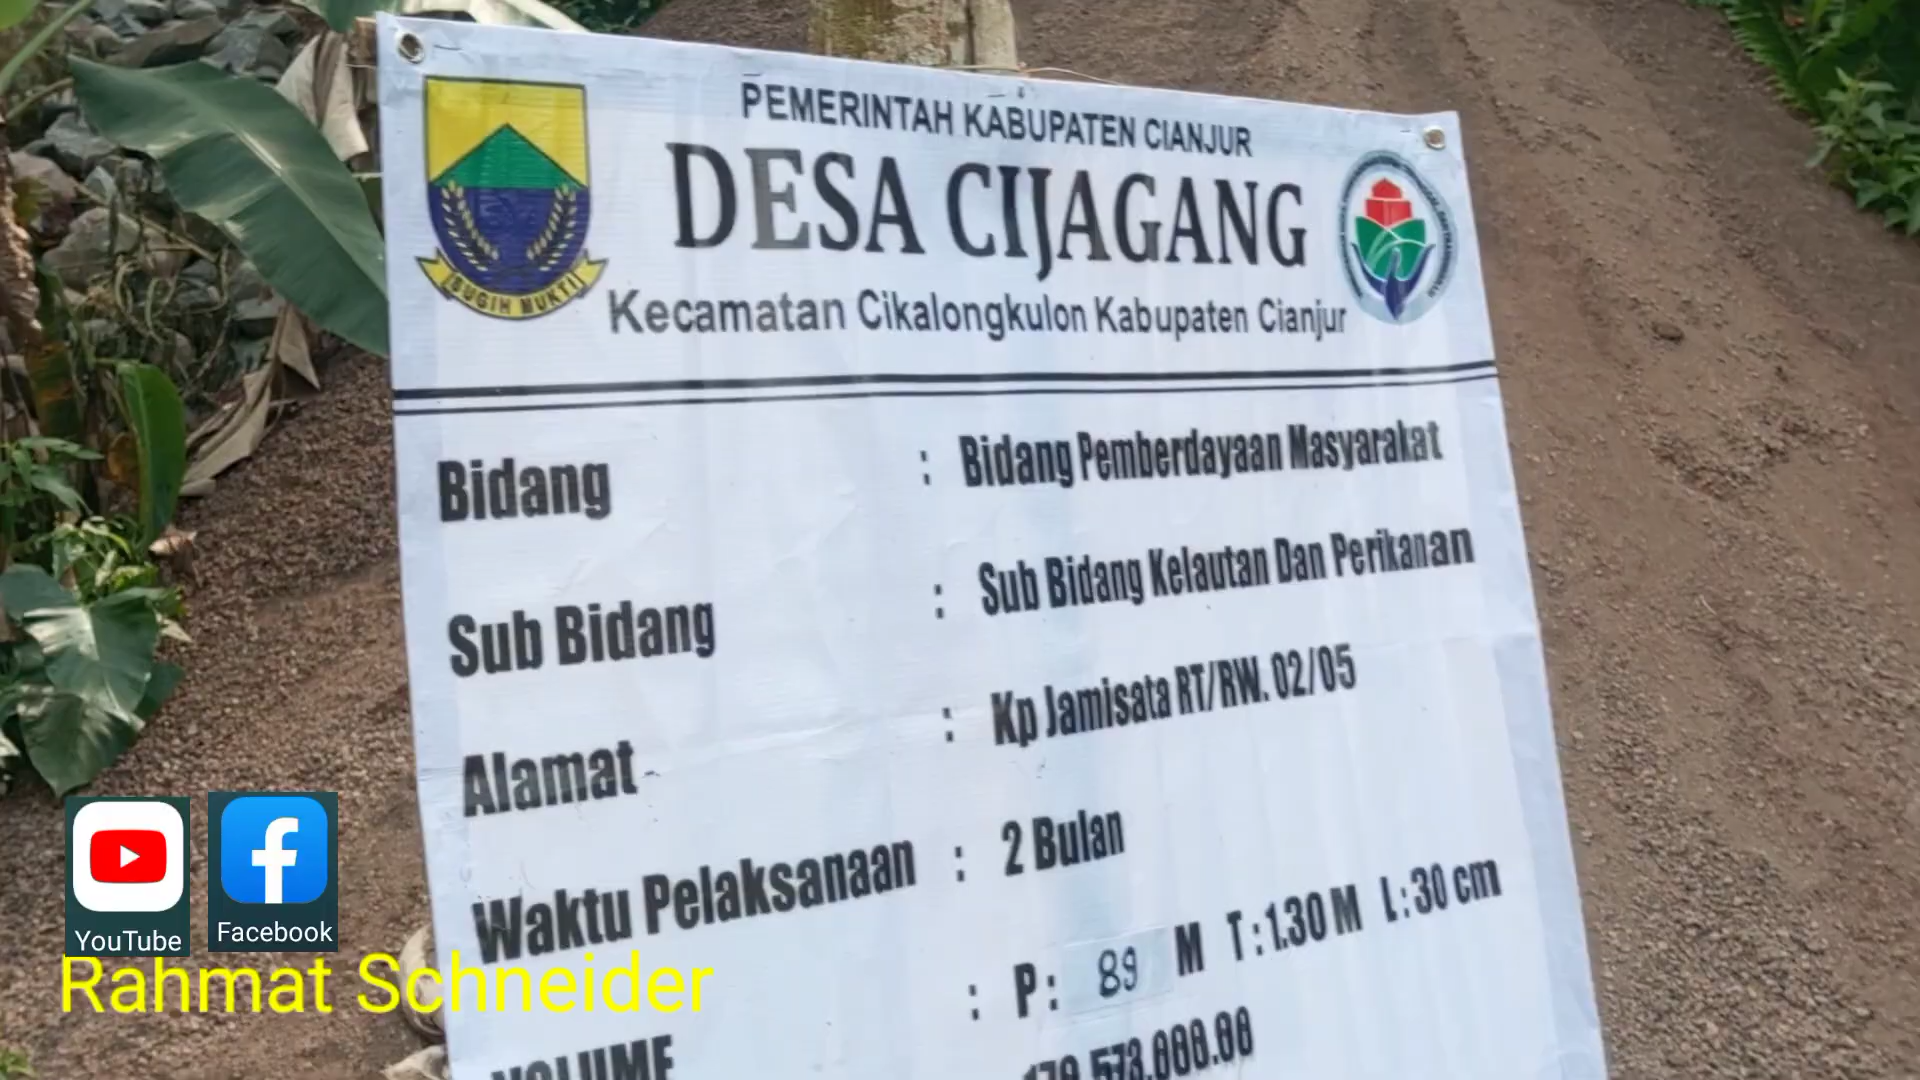 PEMERINTAH KABUPATEN CIANJUR
DESA CIJAGANG
Kecamatan Cikalongkulon Kabupaten Cianjur
SUGIH MUKTI
Bidang : Bidang Pemberdayaan Masyarakat
Sub Bidang : Sub Bidang Kelautan Dan Perikanan
Alamat : Kp Jamisata RT/RW. 02/05
Waktu Pelaksanaan : 2 Bulan
VOLUME : P : 89 M T : 1.30 M L : 30 cm
YouTube
Facebook
Rahmat Schneider